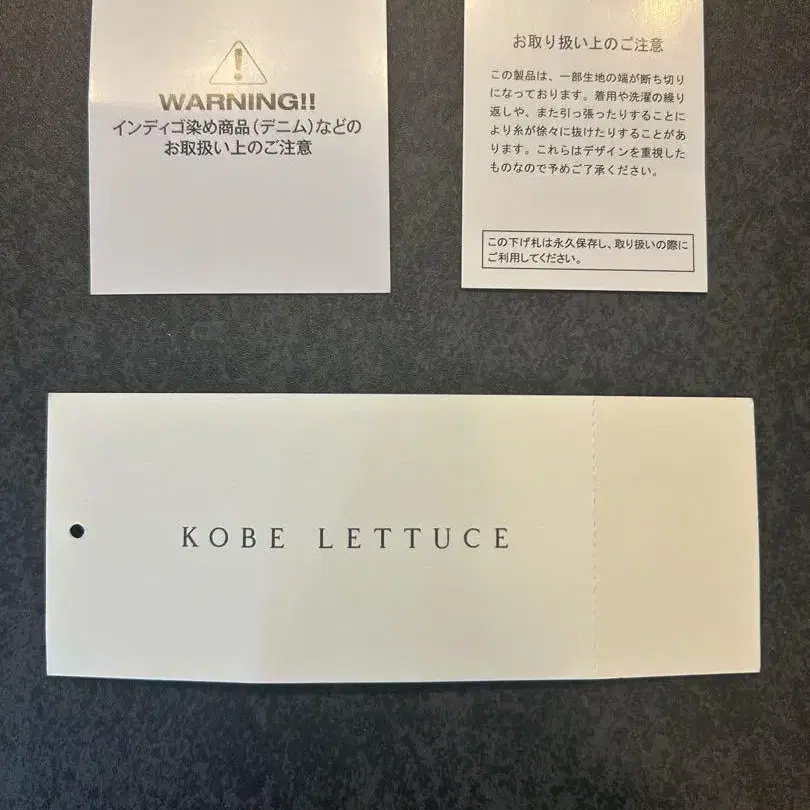 WARNING!!
インディゴ染め商品(デニム)などの
お取扱い上のご注意
お取り扱い上のご注意
この製品は、一部生地の端が断ち切り
になっております。着用や洗濯の繰り
返しや、また引っ張ったりすることに
より糸が徐々に抜けたりすることがあ
ります。これらはデザインを重視した
ものなので予めご了承ください。
この下げ札は永久保存し、取り扱いの際に
ご利用してください。
KOBE LETTUCE